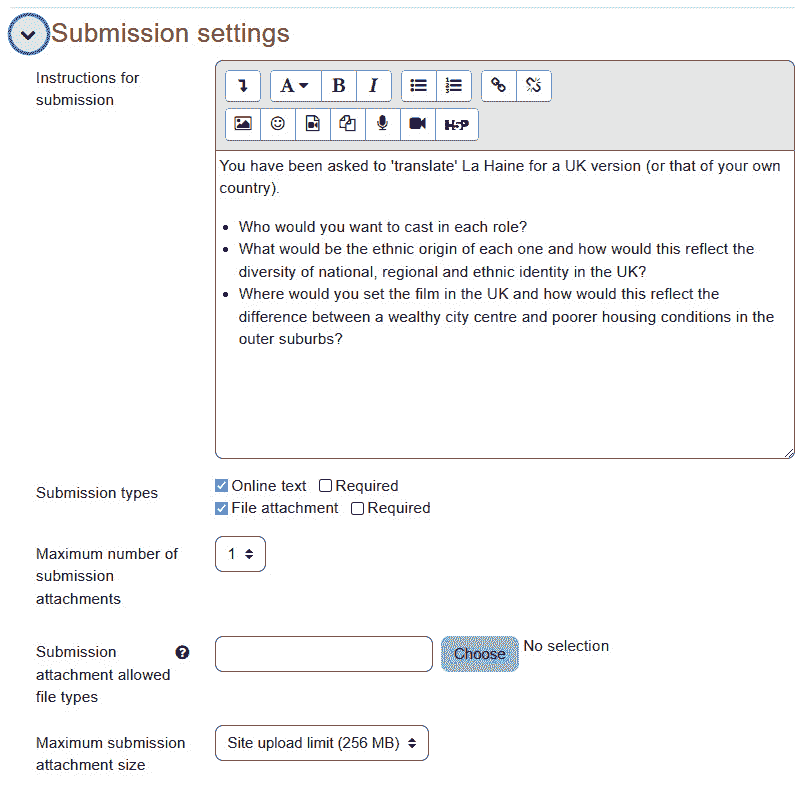 Submission settings
Instructions for
submission
A B I
H-P
You have been asked to 'translate' La Haine for a UK version (or that of your own
country).
Who would you want to cast in each role?
What would be the ethnic origin of each one and how would this reflect the
diversity of national, regional and ethnic identity in the UK?
Where would you set the film in the UK and how would this reflect the
difference between a wealthy city centre and poorer housing conditions in the
outer suburbs?
Submission types
Online text Required
File attachment Required
Maximum number of
submission
attachments
1
Submission
attachment allowed
file types
Choose No selection
Maximum submission
attachment size
Site upload limit (256 MB)